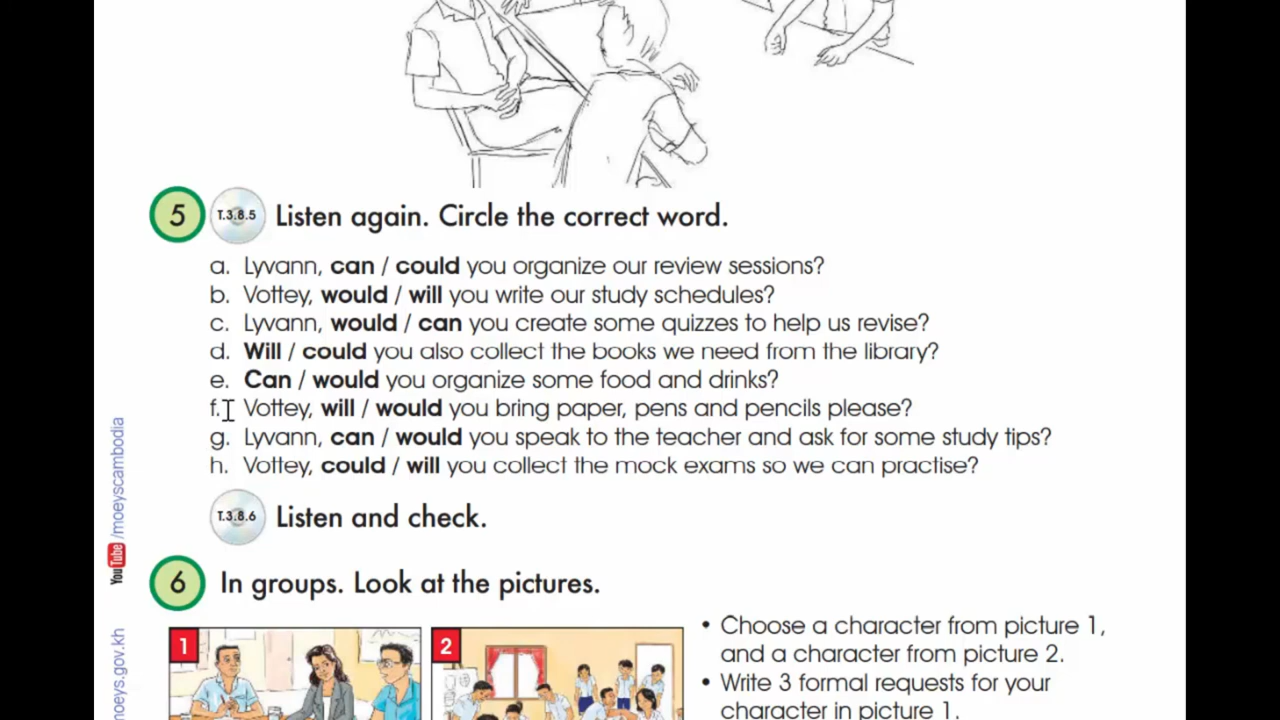 5 T.3.8.5 Listen again. Circle the correct word.
a. Lyvann, can / could you organize our review sessions?
b. Vottey, would / will you write our study schedules?
c. Lyvann, would / can you create some quizzes to help us revise?
d. Will / could you also collect the books we need from the library?
e. Can / would you organize some food and drinks?
f. Vottey, will / would you bring paper, pens and pencils please?
g. Lyvann, can / would you speak to the teacher and ask for some study tips?
h. Vottey, could / will you collect the mock exams so we can practise?
T.3.8.6 Listen and check.
6 In groups. Look at the pictures.
1
2
• Choose a character from picture 1,
and a character from picture 2.
• Write 3 formal requests for your
character in picture 1.
YouTube /moeyscambodia
moeys.gov.kh